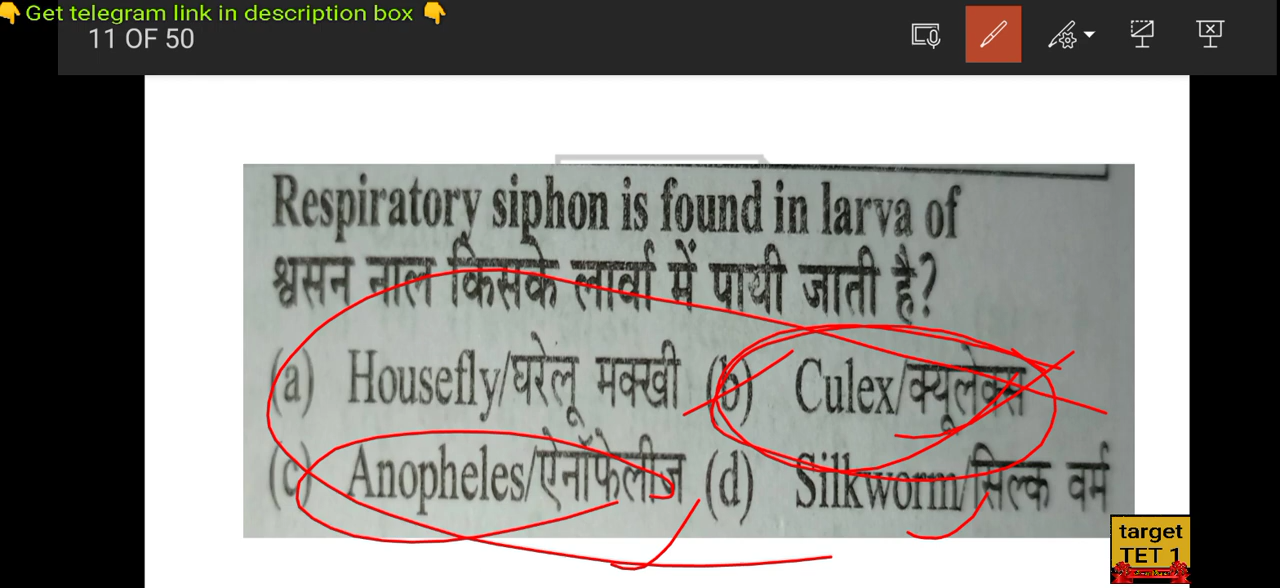 👇 Get telegram link in description box 👇
11 OF 50
Respiratory siphon is found in larva of
श्वसन नाल किसके लार्वा में पायी जाती है?
(a) Housefly/घरेलू मक्खी (b) Culex/क्यूलेक्स
(c) Anopheles/ऐनॉफेलीज (d) Silkworm/सिल्क वर्म
target
TET 1